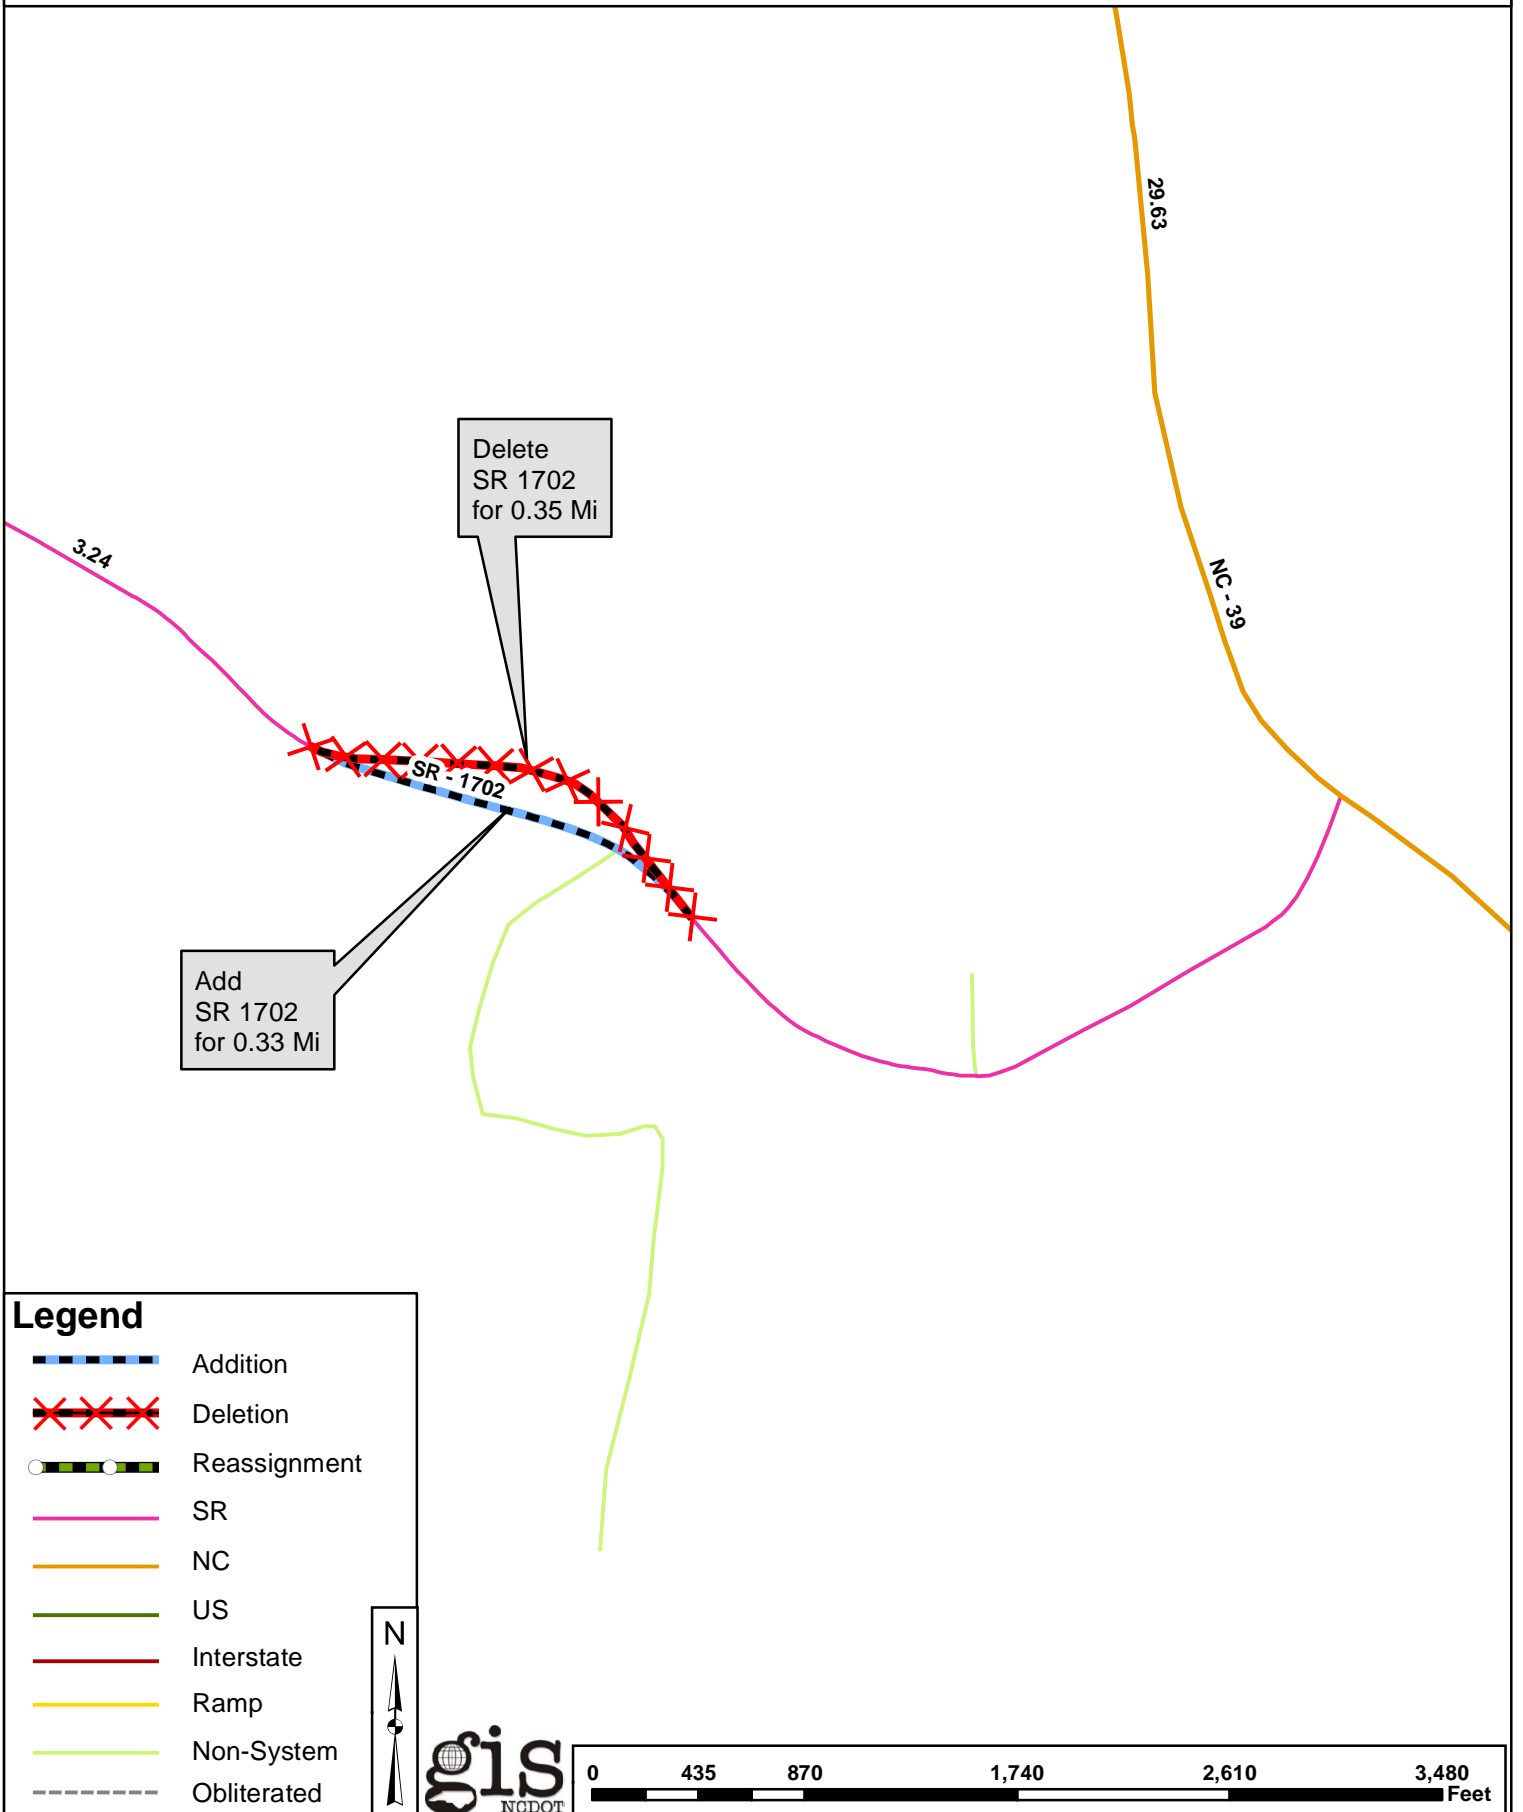 29.63
NC - 39
Delete
SR 1702
for 0.35 Mi
3.24
SR - 1702
Add
SR 1702
for 0.33 Mi
Legend
Addition
Deletion
Reassignment
SR
NC
US
Interstate
Ramp
Non-System
Obliterated
N
gis
NCDOT
0 435 870 1,740 2,610 3,480
Feet